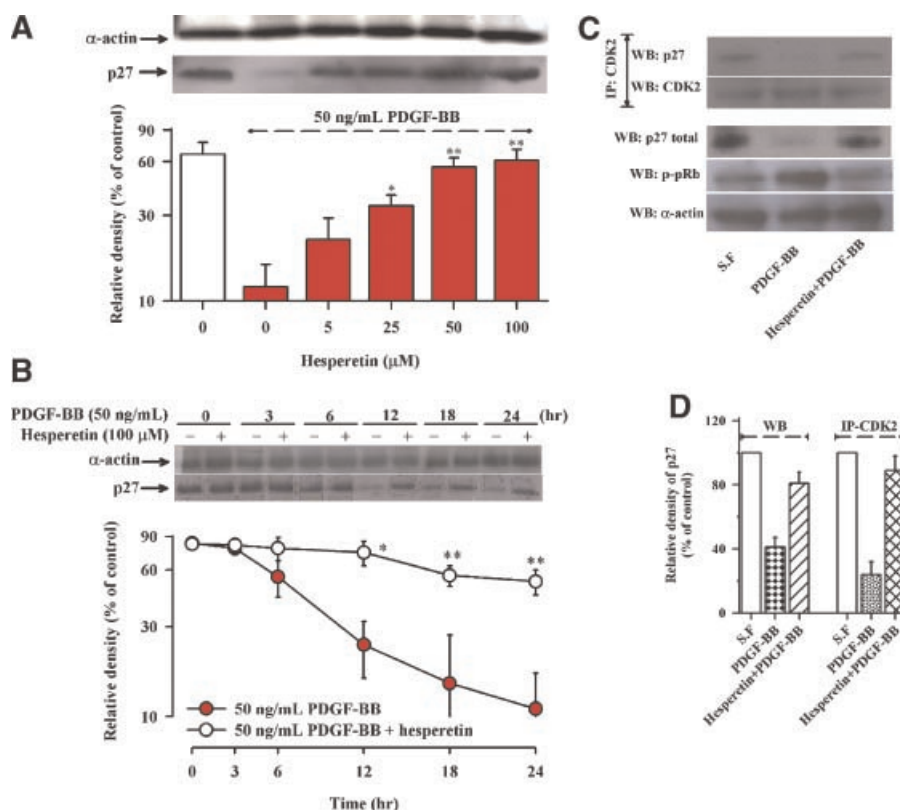 A
α-actin
p27
50 ng/mL PDGF-BB
Relative density (% of control)
90
60
30
10
*
**
**
0 0 5 25 50 100
Hesperetin (μM)
B
PDGF-BB (50 ng/mL) 0 3 6 12 18 24 (hr)
Hesperetin (100 μM) – + – + – + – + – + – +
α-actin
p27
Relative density (% of control)
90
60
30
10
*
**
**
50 ng/mL PDGF-BB
50 ng/mL PDGF-BB + hesperetin
0 3 6 12 18 24
Time (hr)
C
IP: CDK2
WB: p27
WB: CDK2
WB: p27 total
WB: p-pRb
WB: α-actin
S.F
PDGF-BB
Hesperetin+PDGF-BB
D
WB IP-CDK2
Relative density of p27
(% of control)
120
80
40
0
S.F
PDGF-BB
Hesperetin+PDGF-BB
S.F
PDGF-BB
Hesperetin+PDGF-BB